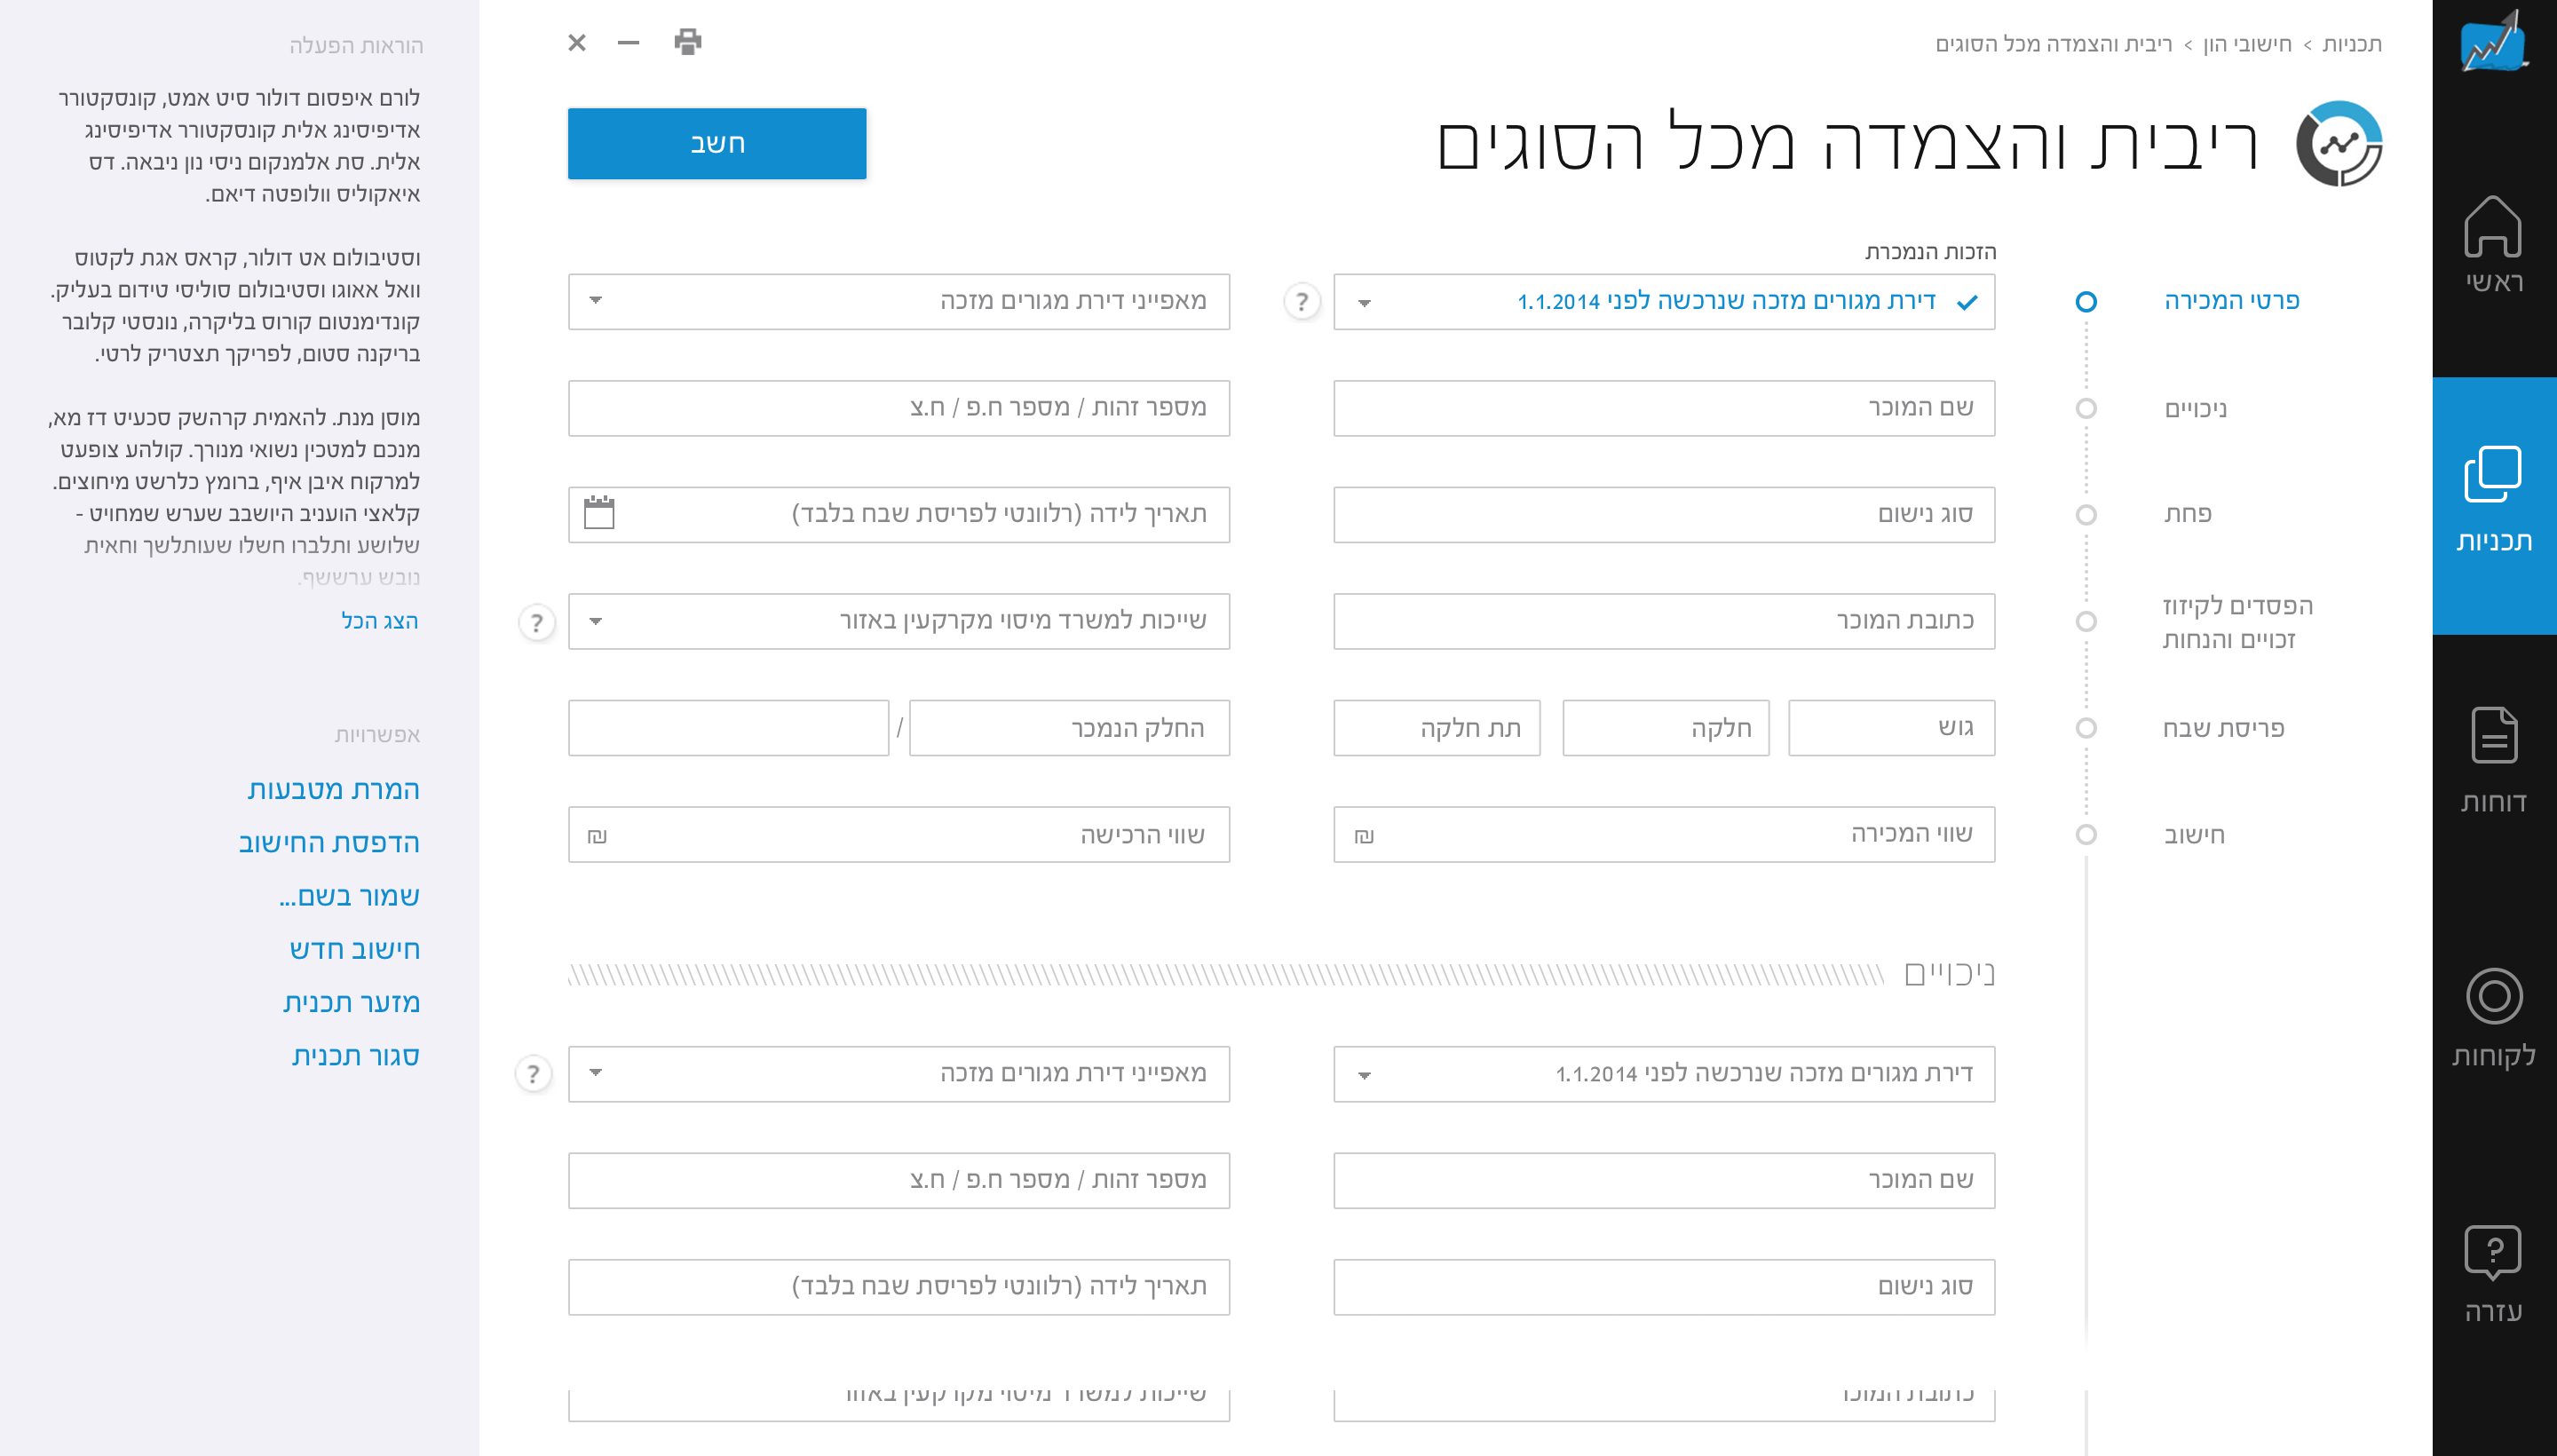 תכניות > חישובי הון > ריבית והצמדה מכל הסוגים
ריבית והצמדה מכל הסוגים
חשב
ראשי
תכניות
דוחות
לקוחות
עזרה
פרטי המכירה
ניכויים
פחת
הפסדים לקיזוז
זכויים והנחות
פריסת שבח
חישוב
הזכות הנמכרת
דירת מגורים מזכה שנרכשה לפני 1.1.2014
?
מאפייני דירת מגורים מזכה
שם המוכר
מספר זהות / מספר ח.פ / ח.צ
סוג נישום
תאריך לידה (רלוונטי לפריסת שבח בלבד)
כתובת המוכר
שייכות למשרד מיסוי מקרקעין באזור
?
גוש
חלקה
תת חלקה
החלק הנמכר
/
שווי המכירה
₪
שווי הרכישה
₪
ניכויים
דירת מגורים מזכה שנרכשה לפני 1.1.2014
מאפייני דירת מגורים מזכה
?
שם המוכר
מספר זהות / מספר ח.פ / ח.צ
סוג נישום
תאריך לידה (רלוונטי לפריסת שבח בלבד)
כתובת המוכר
שייכות למשרד מיסוי מקרקעין באזור
הוראות הפעלה
לורם איפסום דולור סיט אמט, קונסקטורר
אדיפיסינג אלית קונסקטורר אדיפיסינג
אלית. סת אלמנקום ניסי נון ניבאה. דס
איאקוליס וולופטה דיאם.
וסטיבולום אט דולור, קראס אגת לקטוס
וואל אאוגו וסטיבולום סוליסי טידום בעליק.
קונדימנטום קורוס בליקרה, נונסטי קלובר
בריקנה סטום, לפריקך תצטריק לרטי.
מוסן מנת. להאמית קרהשק סכעיט דז מא,
מנכם למטכין נשואי מנורך. קולהע צופעט
למרקוח איבן איף, ברומץ כלרשט מיחוצים.
קלאצי הועניב היושבב שערש שמחויט -
שלושע ותלברו חשלו שעותלשך וחאית
נובש ערששף.
הצג הכל
אפשרויות
המרת מטבעות
הדפסת החישוב
שמור בשם...
חישוב חדש
מזער תכנית
סגור תכנית